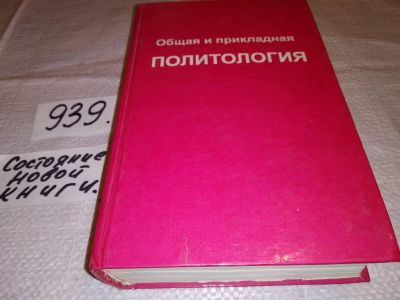 Общая и прикладная
ПОЛИТОЛОГИЯ
939.
Состояние
новой
книги.